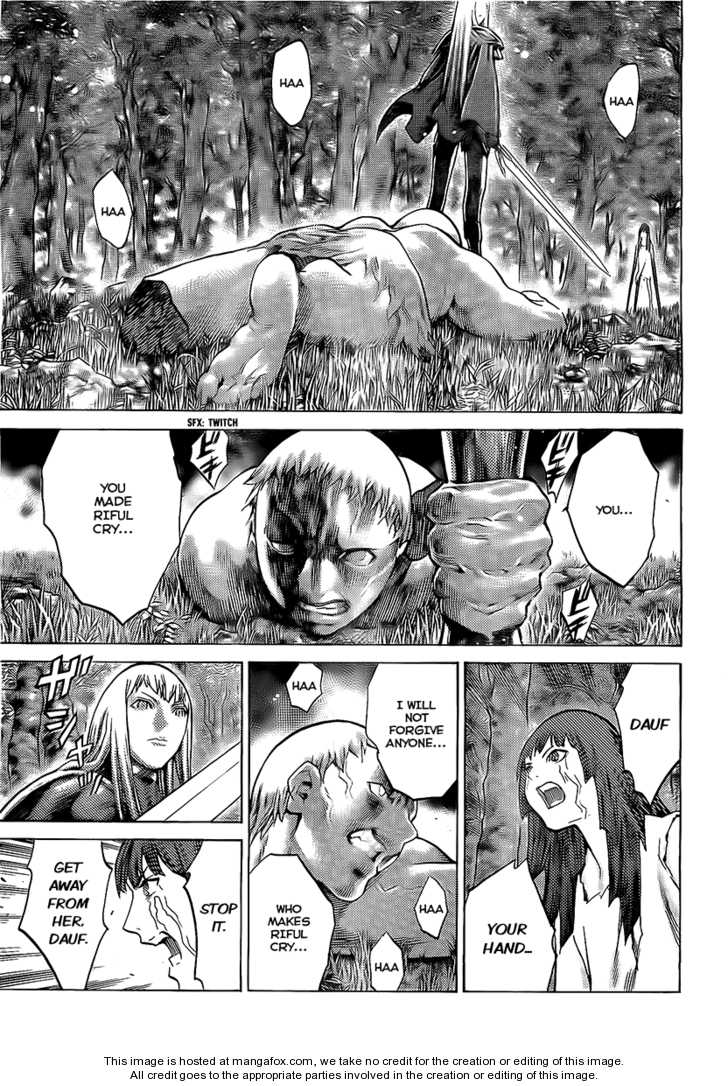 HAA
HAA
HAA
SFX: TWITCH
YOU...
YOU
MADE
RIFUL
CRY...
DAUF
YOUR
HAND...
I WILL
NOT
FORGIVE
ANYONE...
HAA
HAA
HAA
WHO
MAKES
RIFUL
CRY...
STOP
IT.
GET
AWAY
FROM
HER,
DAUF.
This image is hosted at mangafox.com, we take no credit for the creation or editing of this image.
All credit goes to the appropriate parties involved in the creation or editing of this image.